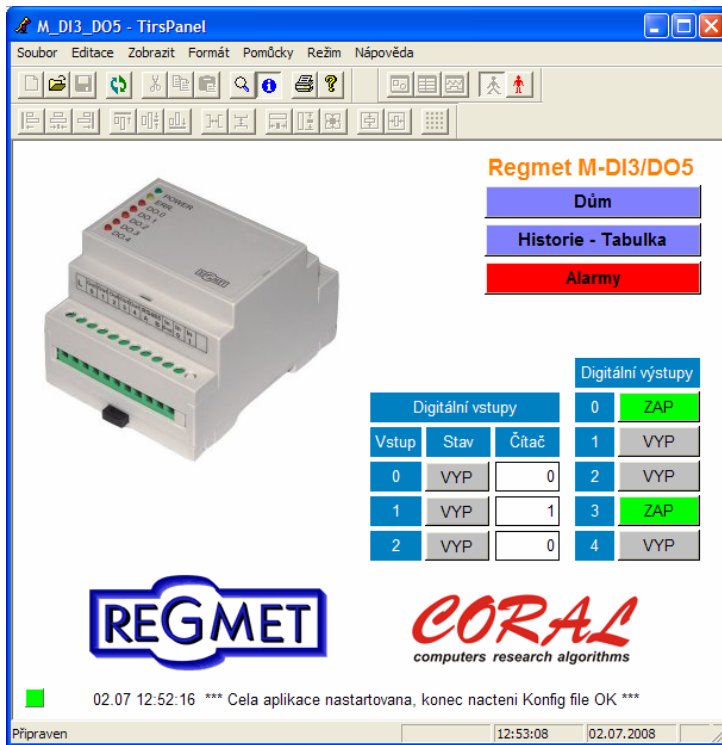 M_DI3_DO5 - TirsPanel
Soubor Editace Zobrazit Formát Pomůcky Režim Nápověda
Regmet M-DI3/DO5
Dům
Historie - Tabulka
Alarmy
POWER
ERR
DO.0
DO.1
DO.2
DO.3
DO.4
REGMET
Digitální výstupy
Digitální vstupy 0 ZAP
Vstup Stav Čítač 1 VYP
0 VYP 0 2 VYP
1 VYP 1 3 ZAP
2 VYP 0 4 VYP
REGMET
CORAL
computers research algorithms
02.07 12:52:16 *** Cela aplikace nastartovana, konec nacteni Konfig file OK ***
Připraven 12:53:08 02.07.2008